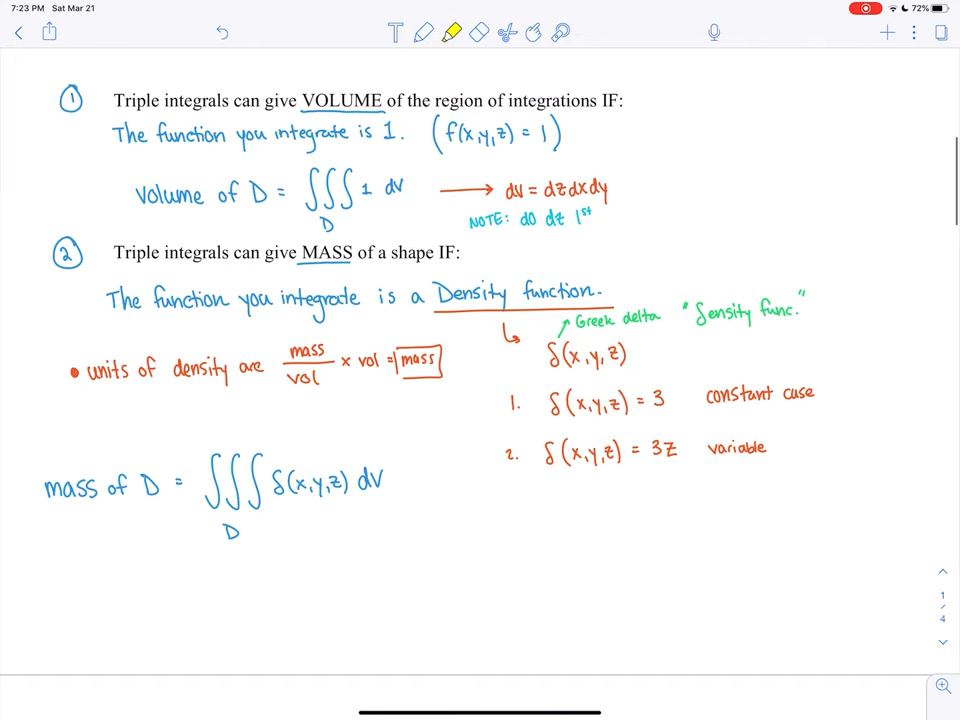 7:23 PM Sat Mar 21
72%
① Triple integrals can give VOLUME of the region of integrations IF:
The function you integrate is 1. (f(x,y,z) = 1)
Volume of D = ∭ 1 dV → dV = dz dx dy
D
NOTE: do dz 1st
② Triple integrals can give MASS of a shape IF:
The function you integrate is a Density function.
↗ Greek delta "δensity func."
δ(x,y,z)
• units of density are mass/vol × vol = mass
1. δ(x,y,z) = 3 constant case
2. δ(x,y,z) = 3z variable
mass of D = ∭ δ(x,y,z) dV
D
1
/
4